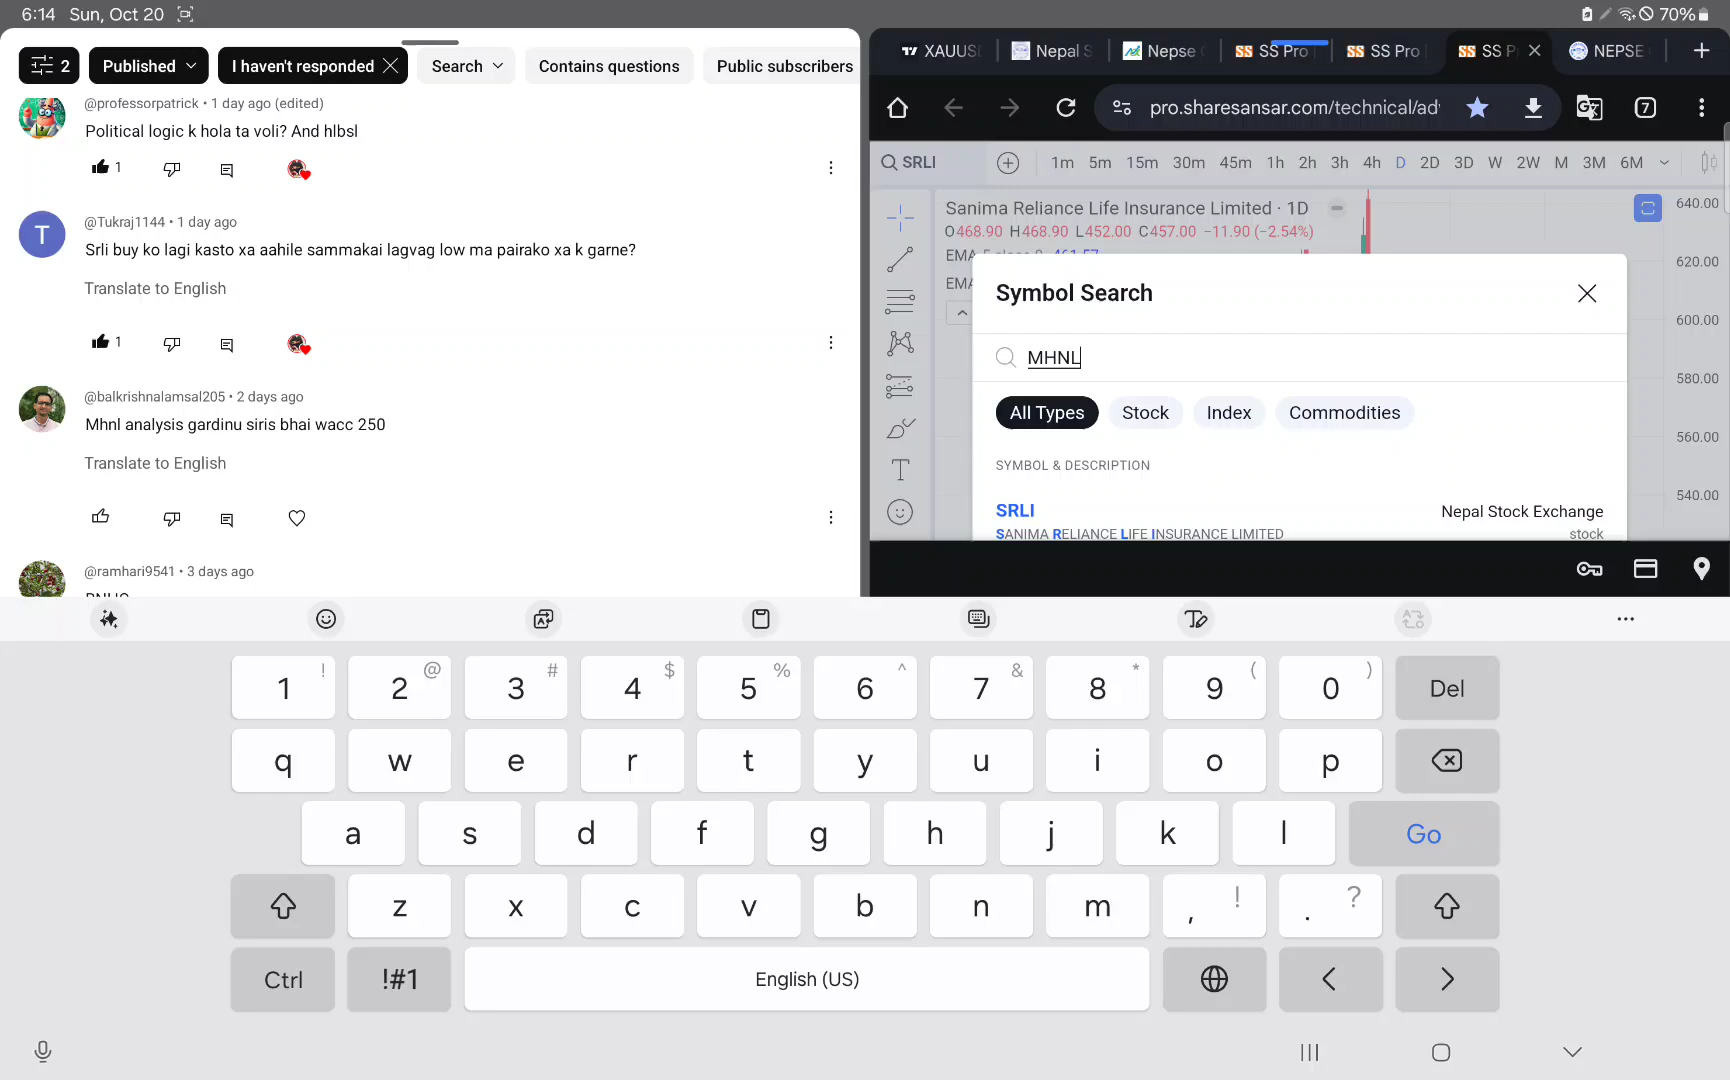 6:14 Sun, Oct 20
70%
2
Published
I haven't responded
Search
Contains questions
Public subscribers
@professorpatrick • 1 day ago (edited)
Political logic k hola ta voli? And hlbsl
1
T
@Tukraj1144 • 1 day ago
Srli buy ko lagi kasto xa aahile sammakai lagvag low ma pairako xa k garne?
Translate to English
1
@balkrishnalamsal205 • 2 days ago
Mhnl analysis gardinu siris bhai wacc 250
Translate to English
@ramhari9541 • 3 days ago
XAUUS
Nepal S
Nepse
SS Pro
SS Pro
SS P
NEPSE
pro.sharesansar.com/technical/ad
7
SRLI
1m 5m 15m 30m 45m 1h 2h 3h 4h D 2D 3D W 2W M 3M 6M
Sanima Reliance Life Insurance Limited · 1D
O468.90 H468.90 L452.00 C457.00 −11.90 (−2.54%)
EMA 5 close 0 461.57
EMA
640.00
620.00
600.00
580.00
560.00
540.00
Symbol Search
MHNL
All Types
Stock
Index
Commodities
SYMBOL & DESCRIPTION
SRLI
Nepal Stock Exchange
SANIMA RELIANCE LIFE INSURANCE LIMITED
stock
1 ! 2 @ 3 # 4 $ 5 % 6 ^ 7 & 8 * 9 ( 0 ) Del
q w e r t y u i o p
a s d f g h j k l Go
z x c v b n m , ! . ?
Ctrl !#1 English (US)